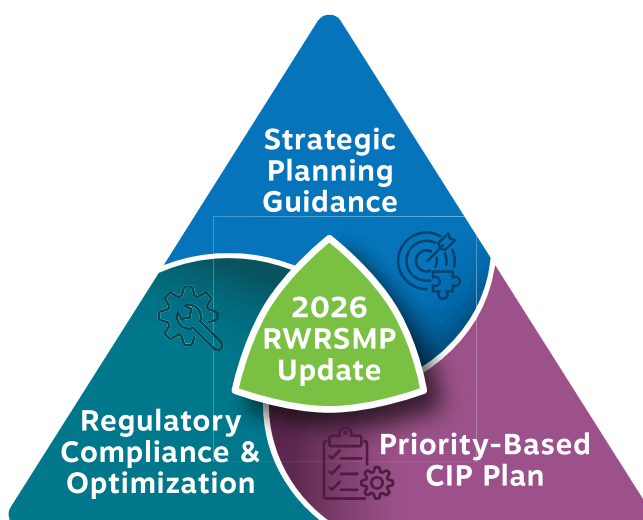 Strategic
Planning
Guidance
2026
RWRSMP
Update
Regulatory
Compliance &
Optimization
Priority-Based
CIP Plan